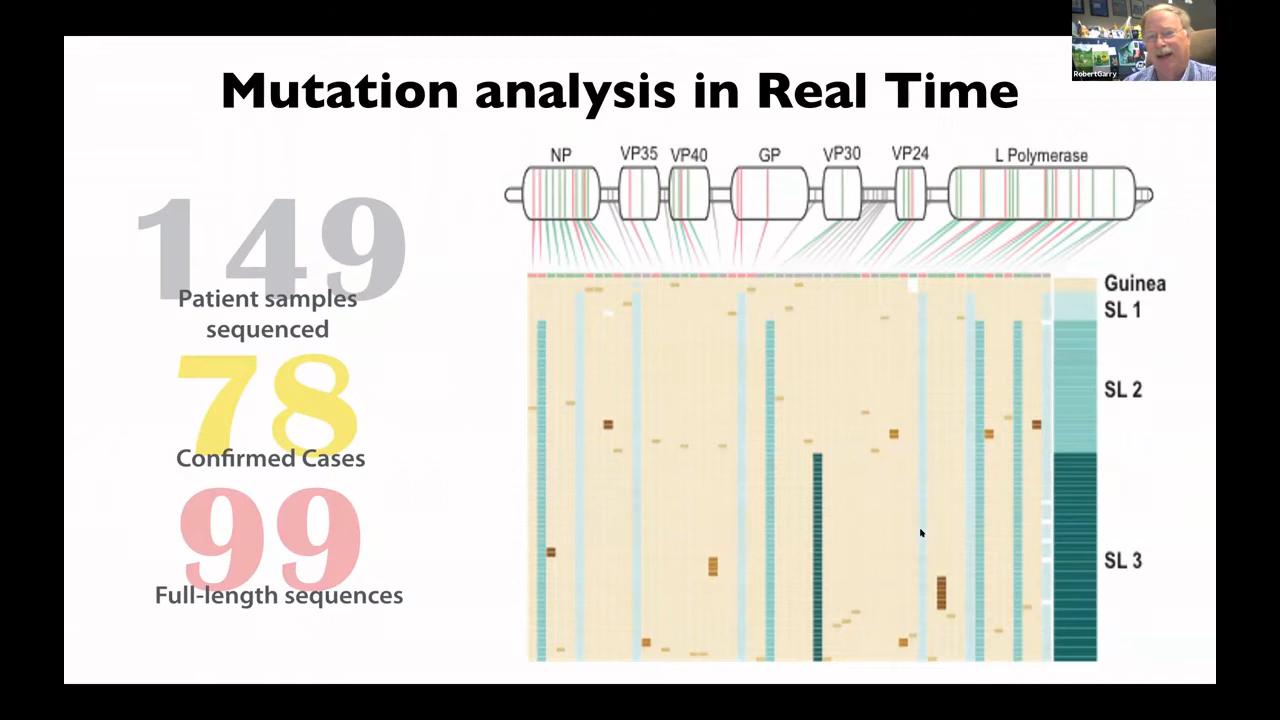 RobertGarry
Mutation analysis in Real Time
149
Patient samples
sequenced
78
Confirmed Cases
99
Full-length sequences
NP VP35 VP40 GP VP30 VP24 L Polymerase
Guinea
SL 1
SL 2
SL 3